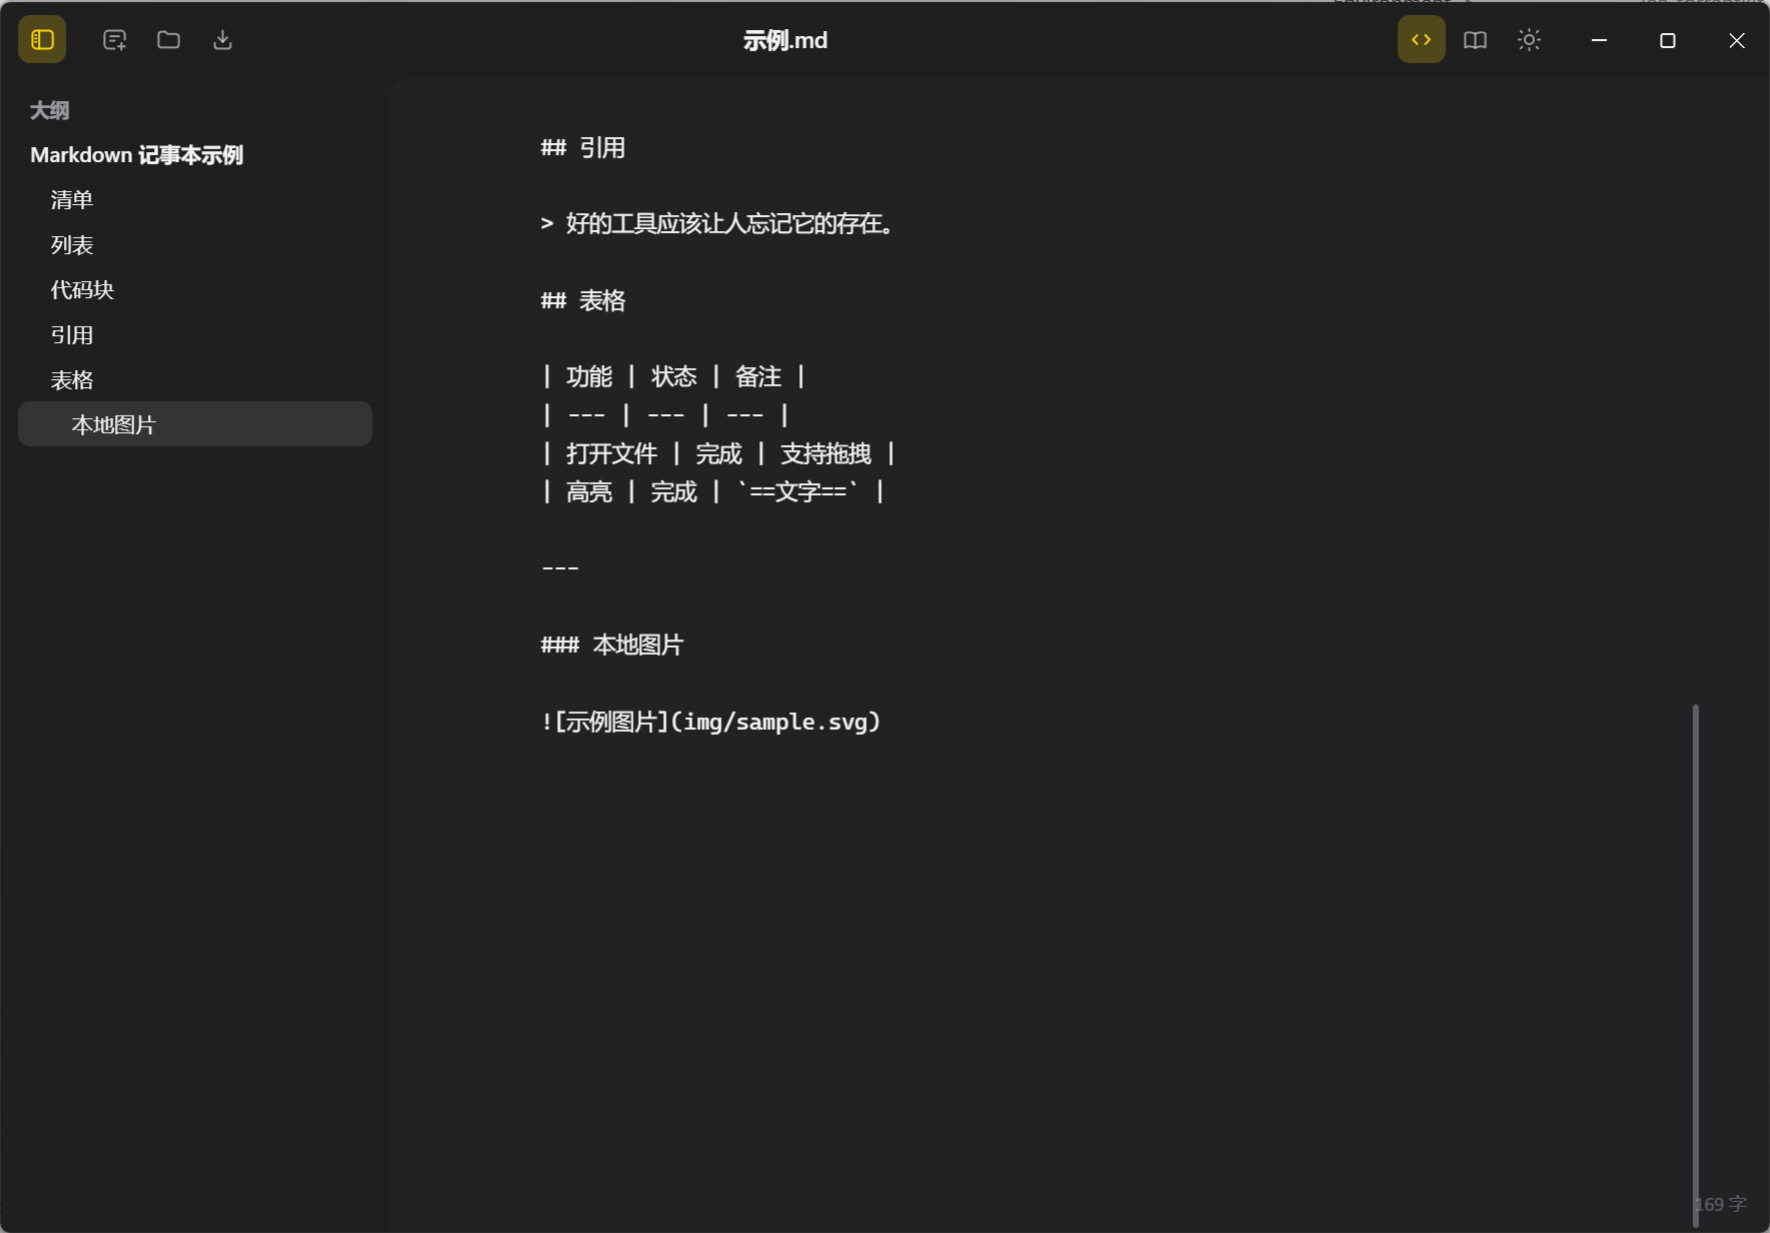 示例.md
大纲
Markdown 记事本示例
清单
列表
代码块
引用
表格
本地图片
## 引用
> 好的工具应该让人忘记它的存在。
## 表格
| 功能 | 状态 | 备注 |
| --- | --- | --- |
| 打开文件 | 完成 | 支持拖拽 |
| 高亮 | 完成 | `==文字==` |
---
### 本地图片
![示例图片](img/sample.svg)
169 字